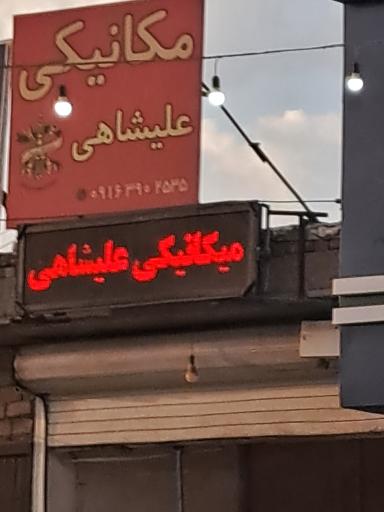 مکانیکی
علیشاهی
۰۹۱۶ ۳۹۰ ۲۵۳۵
میکانیکی علیشاهی